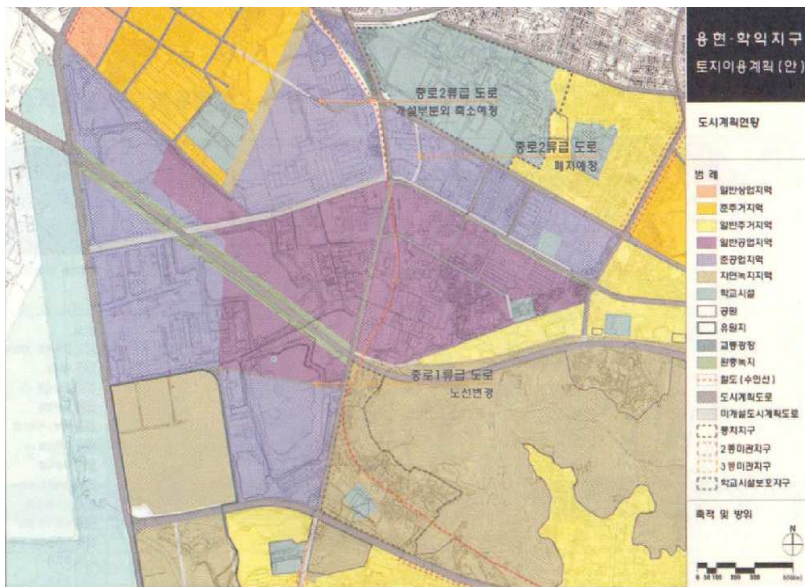 용현·학익지구
토지이용계획(안)
도시계획현황
범 례
일반상업지역
준주거지역
일반주거지역
일반공업지역
준공업지역
자연녹지지역
학교시설
공원
유원지
교통광장
완충녹지
철도(수인선)
도시계획도로
미개설도시계획도로
풍치지구
2종미관지구
3종미관지구
학교시설보호지구
축척 및 방위
N
중로2류급 도로
개설부분외 축소예정
중로2류급 도로
폐지예정
중로1류급 도로
노선변경